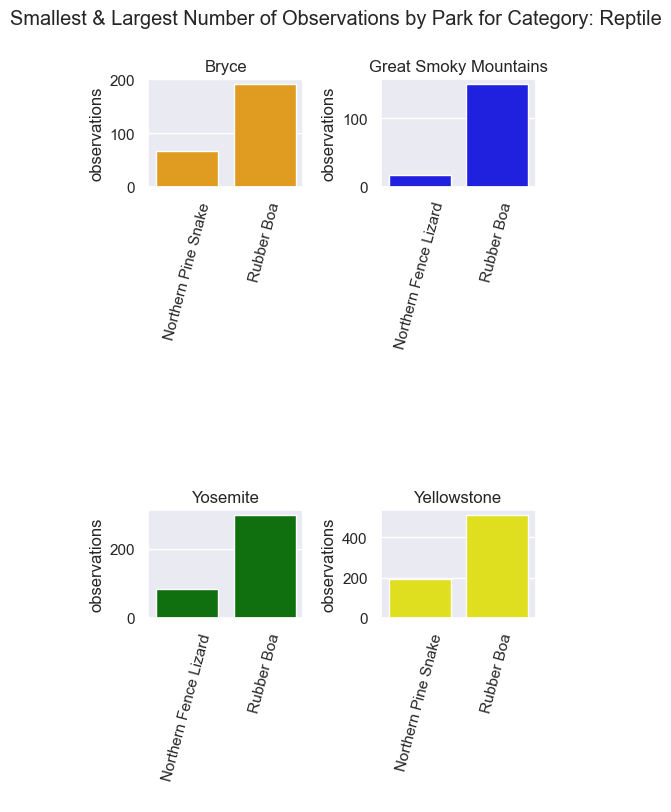 Smallest & Largest Number of Observations by Park for Category: Reptile
Bryce
observations
200
100
0
Northern Pine Snake
Rubber Boa
Great Smoky Mountains
observations
100
0
Northern Fence Lizard
Rubber Boa
Yosemite
observations
200
0
Northern Fence Lizard
Rubber Boa
Yellowstone
observations
400
200
0
Northern Pine Snake
Rubber Boa